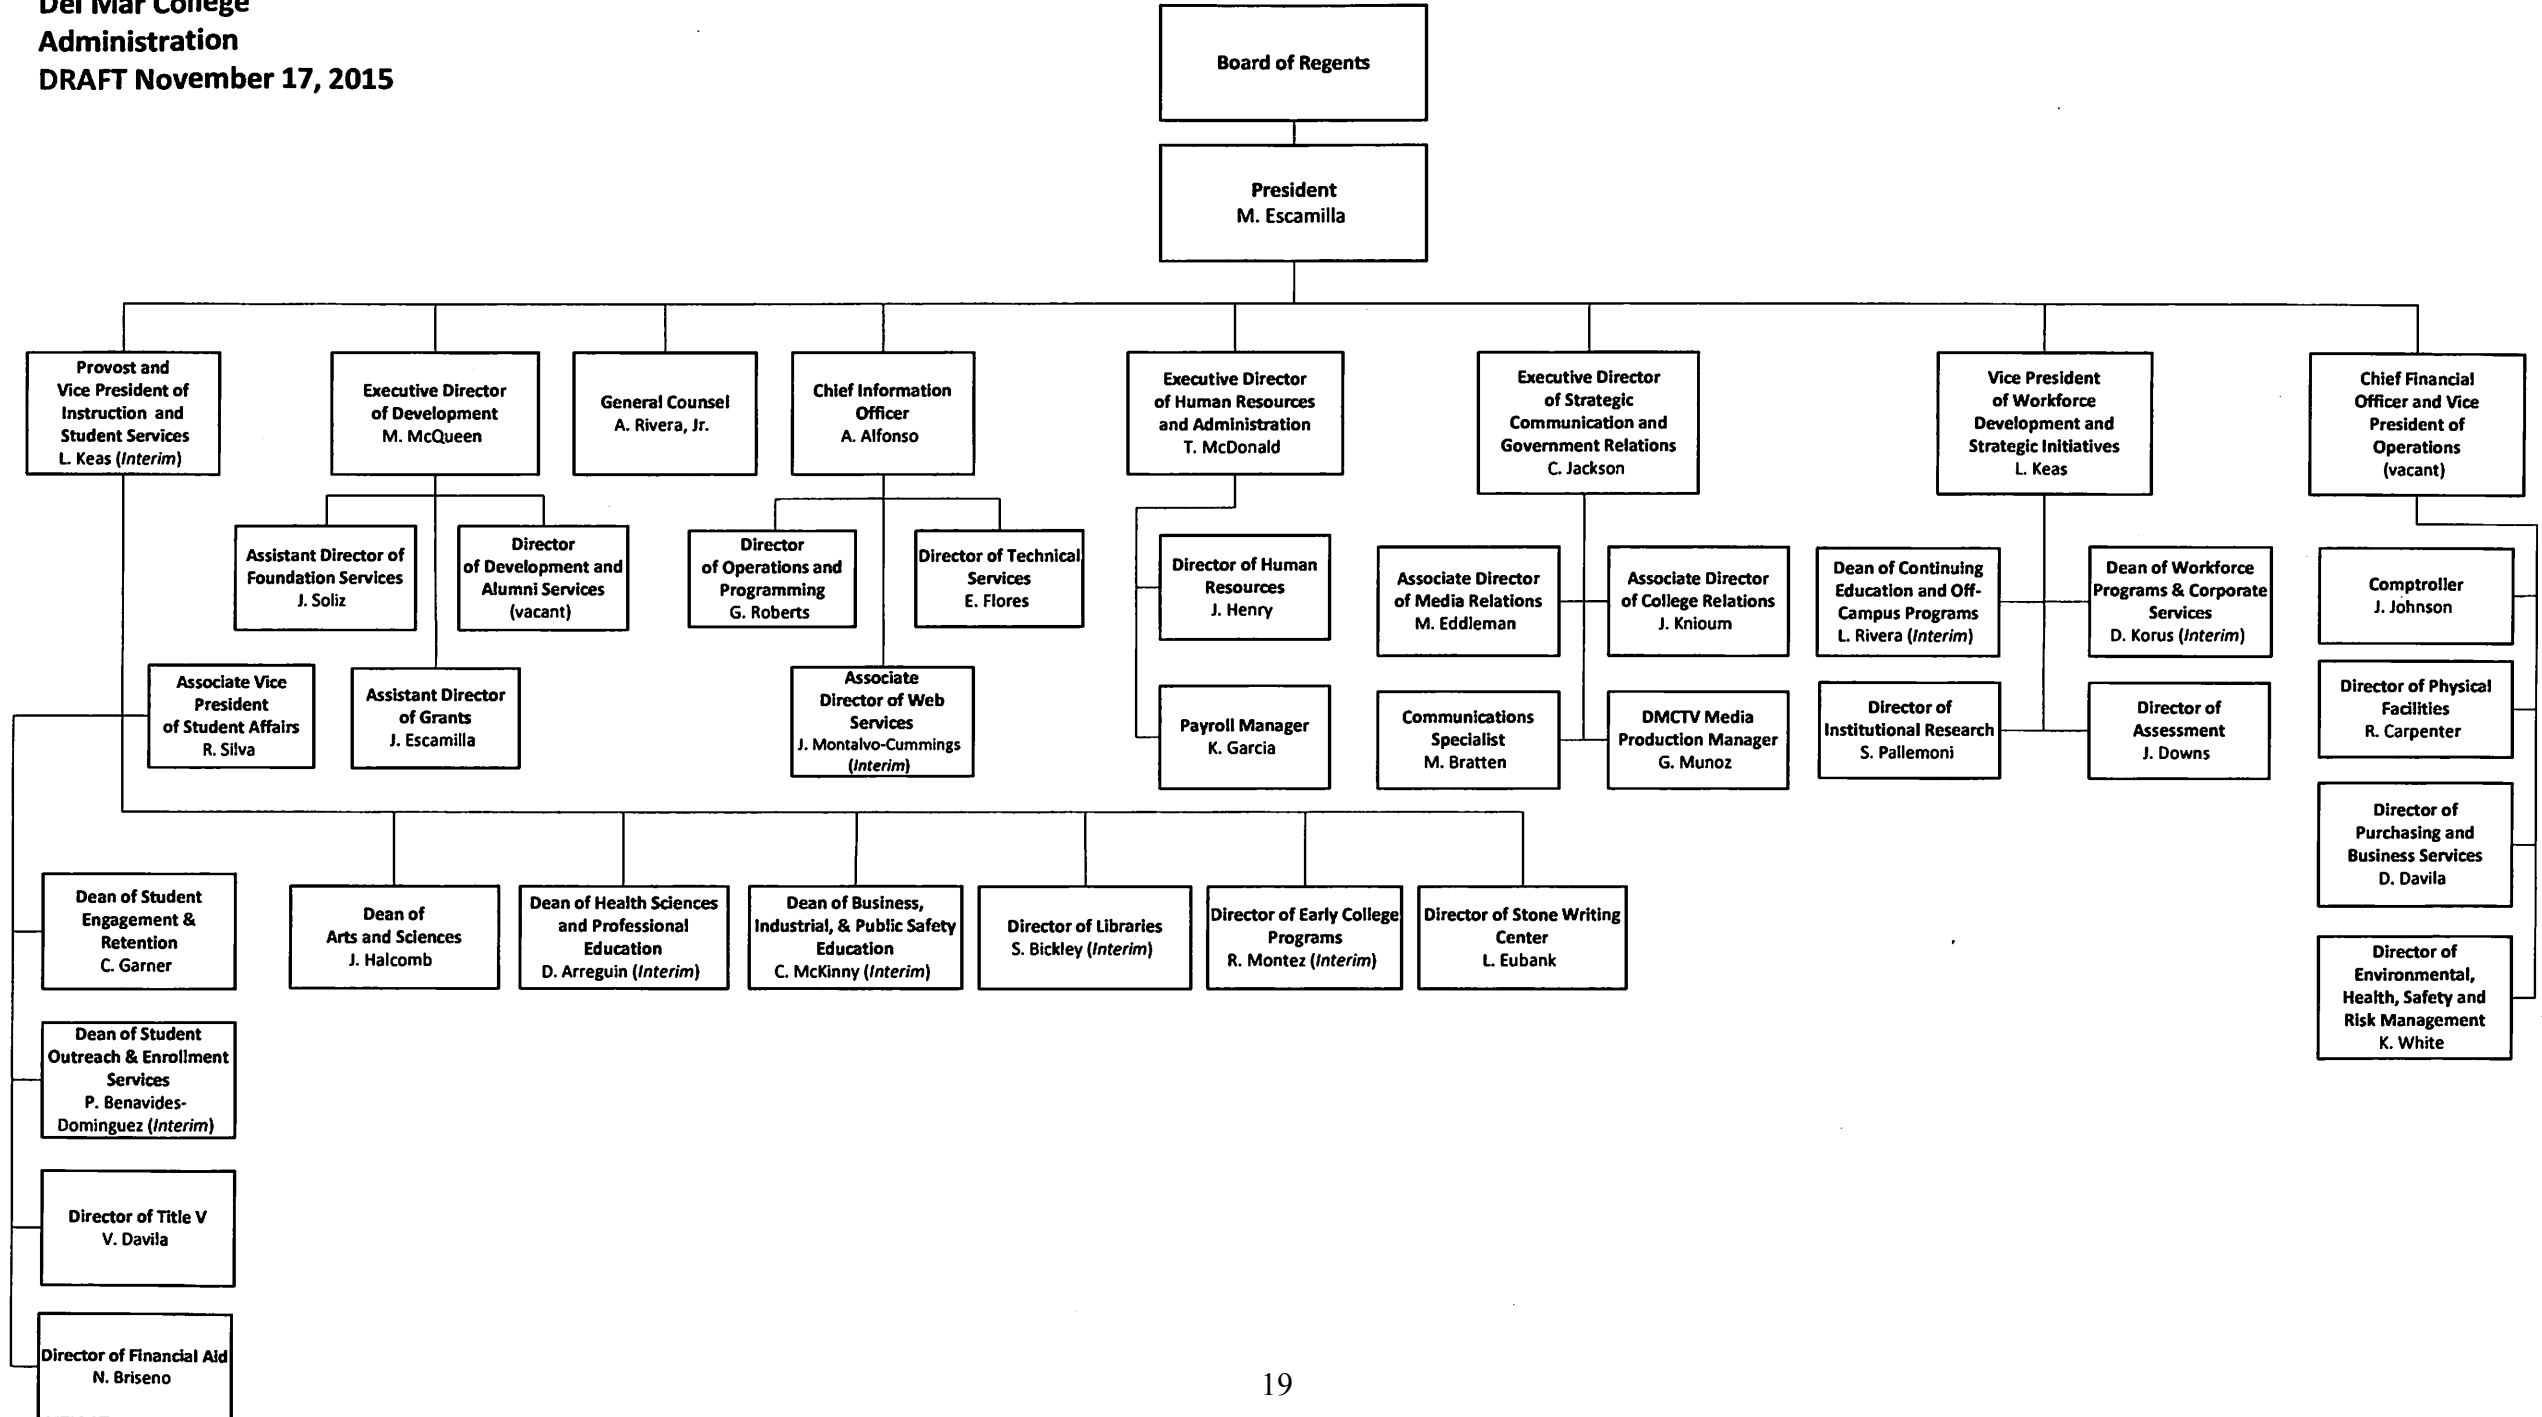 Del Mar College
Administration
DRAFT November 17, 2015
Board of Regents
President
M. Escamilla
Provost and
Vice President of
Instruction and
Student Services
L. Keas (Interim)
Executive Director
of Development
M. McQueen
General Counsel
A. Rivera, Jr.
Chief Information
Officer
A. Alfonso
Executive Director
of Human Resources
and Administration
T. McDonald
Executive Director
of Strategic
Communication and
Government Relations
C. Jackson
Vice President
of Workforce
Development and
Strategic Initiatives
L. Keas
Chief Financial
Officer and Vice
President of
Operations
(vacant)
Assistant Director of
Foundation Services
J. Soliz
Director
of Development and
Alumni Services
(vacant)
Director
of Operations and
Programming
G. Roberts
Director of Technical
Services
E. Flores
Director of Human
Resources
J. Henry
Associate Director
of Media Relations
M. Eddleman
Associate Director
of College Relations
J. Knioum
Dean of Continuing
Education and Off-
Campus Programs
L. Rivera (Interim)
Dean of Workforce
Programs & Corporate
Services
D. Korus (Interim)
Comptroller
J. Johnson
Associate Vice
President
of Student Affairs
R. Silva
Assistant Director
of Grants
J. Escamilla
Associate
Director of Web
Services
J. Montalvo-Cummings
(Interim)
Payroll Manager
K. Garcia
Communications
Specialist
M. Bratten
DMCTV Media
Production Manager
G. Munoz
Director of
Institutional Research
S. Pallemoni
Director of
Assessment
J. Downs
Director of Physical
Facilities
R. Carpenter
Director of
Purchasing and
Business Services
D. Davila
Dean of Student
Engagement &
Retention
C. Garner
Dean of
Arts and Sciences
J. Halcomb
Dean of Health Sciences
and Professional
Education
D. Arreguin (Interim)
Dean of Business,
Industrial, & Public Safety
Education
C. McKinny (Interim)
Director of Libraries
S. Bickley (Interim)
Director of Early College
Programs
R. Montez (Interim)
Director of Stone Writing
Center
L. Eubank
Director of
Environmental,
Health, Safety and
Risk Management
K. White
Dean of Student
Outreach & Enrollment
Services
P. Benavides-
Dominguez (Interim)
Director of Title V
V. Davila
Director of Financial Aid
N. Briseno
19